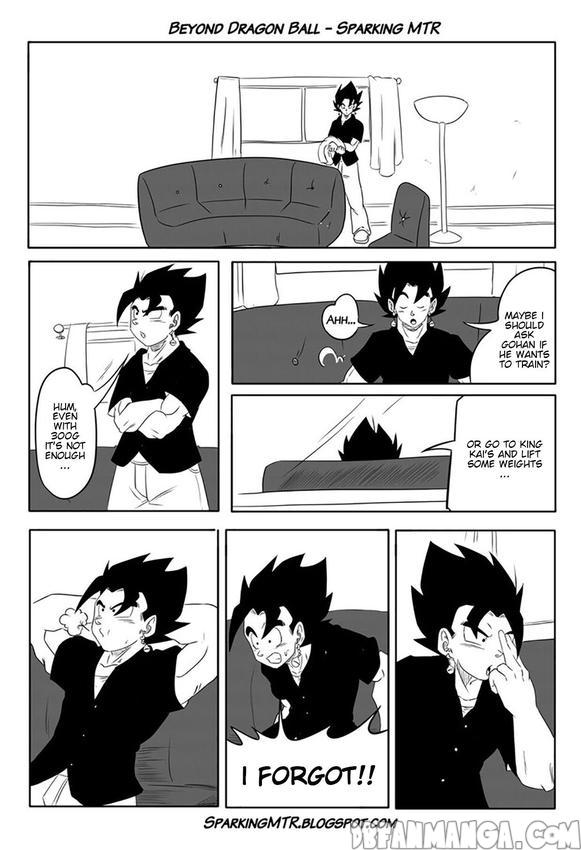 BEYOND DRAGON BALL - SPARKING MTR
HUM,
EVEN
WITH
300G
IT'S NOT
ENOUGH
...
AHH...
MAYBE I
SHOULD
ASK
GOHAN IF
HE WANTS
TO TRAIN?
OR GO TO KING
KAI'S AND LIFT
SOME WEIGHTS
...
I FORGOT!!
SPARKINGMTR.BLOGSPOT.COM
DBFANMANGA.COM